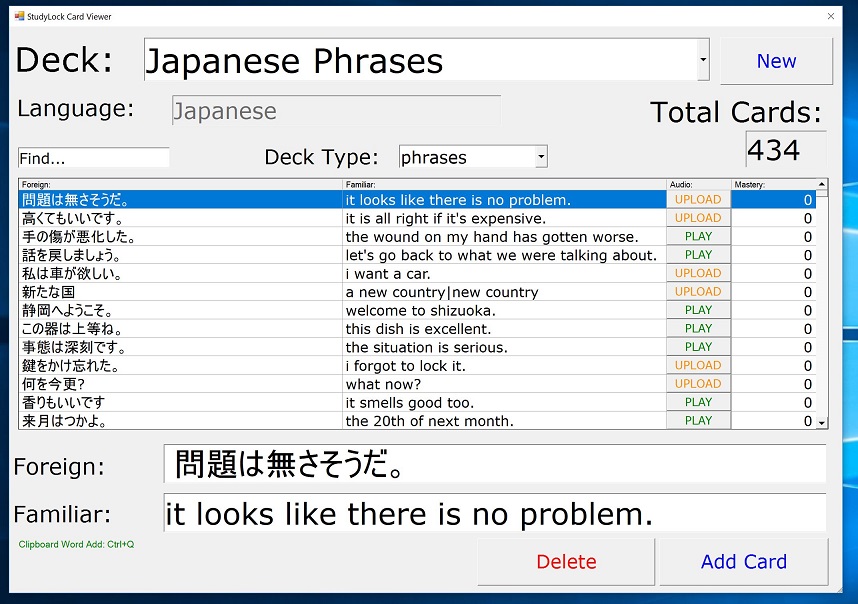 StudyLock Card Viewer
Deck: Japanese Phrases New
Language: Japanese Total Cards:
434
Find... Deck Type: phrases
Foreign: Familiar: Audio: Mastery:
問題は無さそうだ。 it looks like there is no problem. UPLOAD 0
高くてもいいです。 it is all right if it's expensive. UPLOAD 0
手の傷が悪化した。 the wound on my hand has gotten worse. PLAY 0
話を戻しましょう。 let's go back to what we were talking about. PLAY 0
私は車が欲しい。 i want a car. UPLOAD 0
新たな国 a new country|new country UPLOAD 0
静岡へようこそ。 welcome to shizuoka. PLAY 0
この器は上等ね。 this dish is excellent. PLAY 0
事態は深刻です。 the situation is serious. PLAY 0
鍵をかけ忘れた。 i forgot to lock it. UPLOAD 0
何を今更? what now? UPLOAD 0
香りもいいです it smells good too. PLAY 0
来月はつかよ。 the 20th of next month. PLAY 0
Foreign: 問題は無さそうだ。
Familiar: it looks like there is no problem.
Clipboard Word Add: Ctrl+Q
Delete Add Card